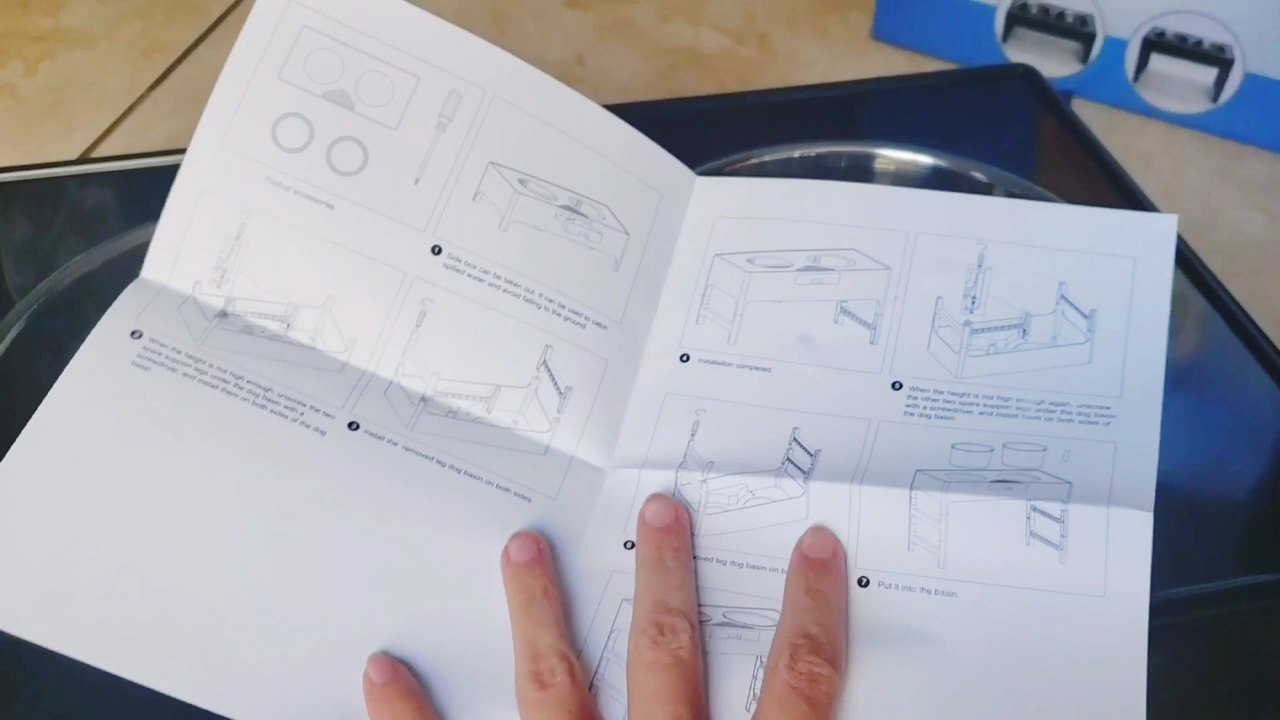 Product accessories
1 Side box can be taken out, it can be used to catch
spilled water and avoid falling to the ground.
2 When the height is not high enough, unscrew the two
spare support legs under the dog basin with a
screwdriver, and install them on both sides of the dog
basin.
3 Install the removed leg dog basin on both sides
4 Installation completed
5 When the height is not high enough again, unscrew
the other two spare support legs under the dog basin
with a screwdriver, and install them on both sides of
the dog basin.
6
leg dog basin on
7 Put it into the basin.